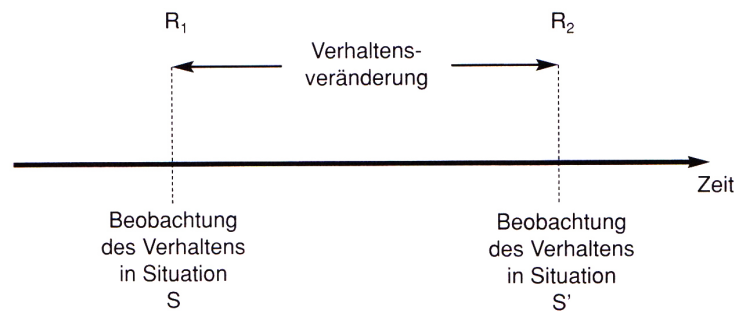 R₁
R₂
Verhaltens-
veränderung
Zeit
Beobachtung
des Verhaltens
in Situation
S
Beobachtung
des Verhaltens
in Situation
S'